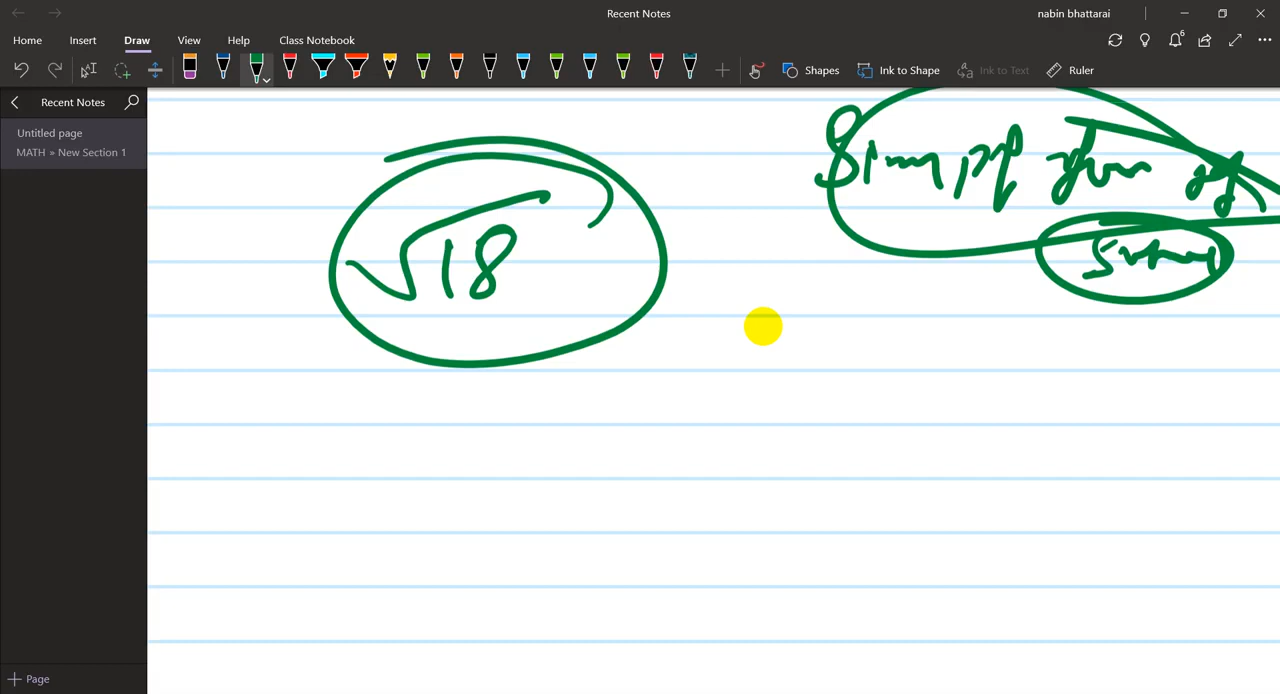 Recent Notes
nabin bhattarai
Home Insert Draw View Help Class Notebook
6
Shapes Ink to Shape Ink to Text Ruler
Recent Notes
Untitled page
MATH » New Section 1
√18
Page